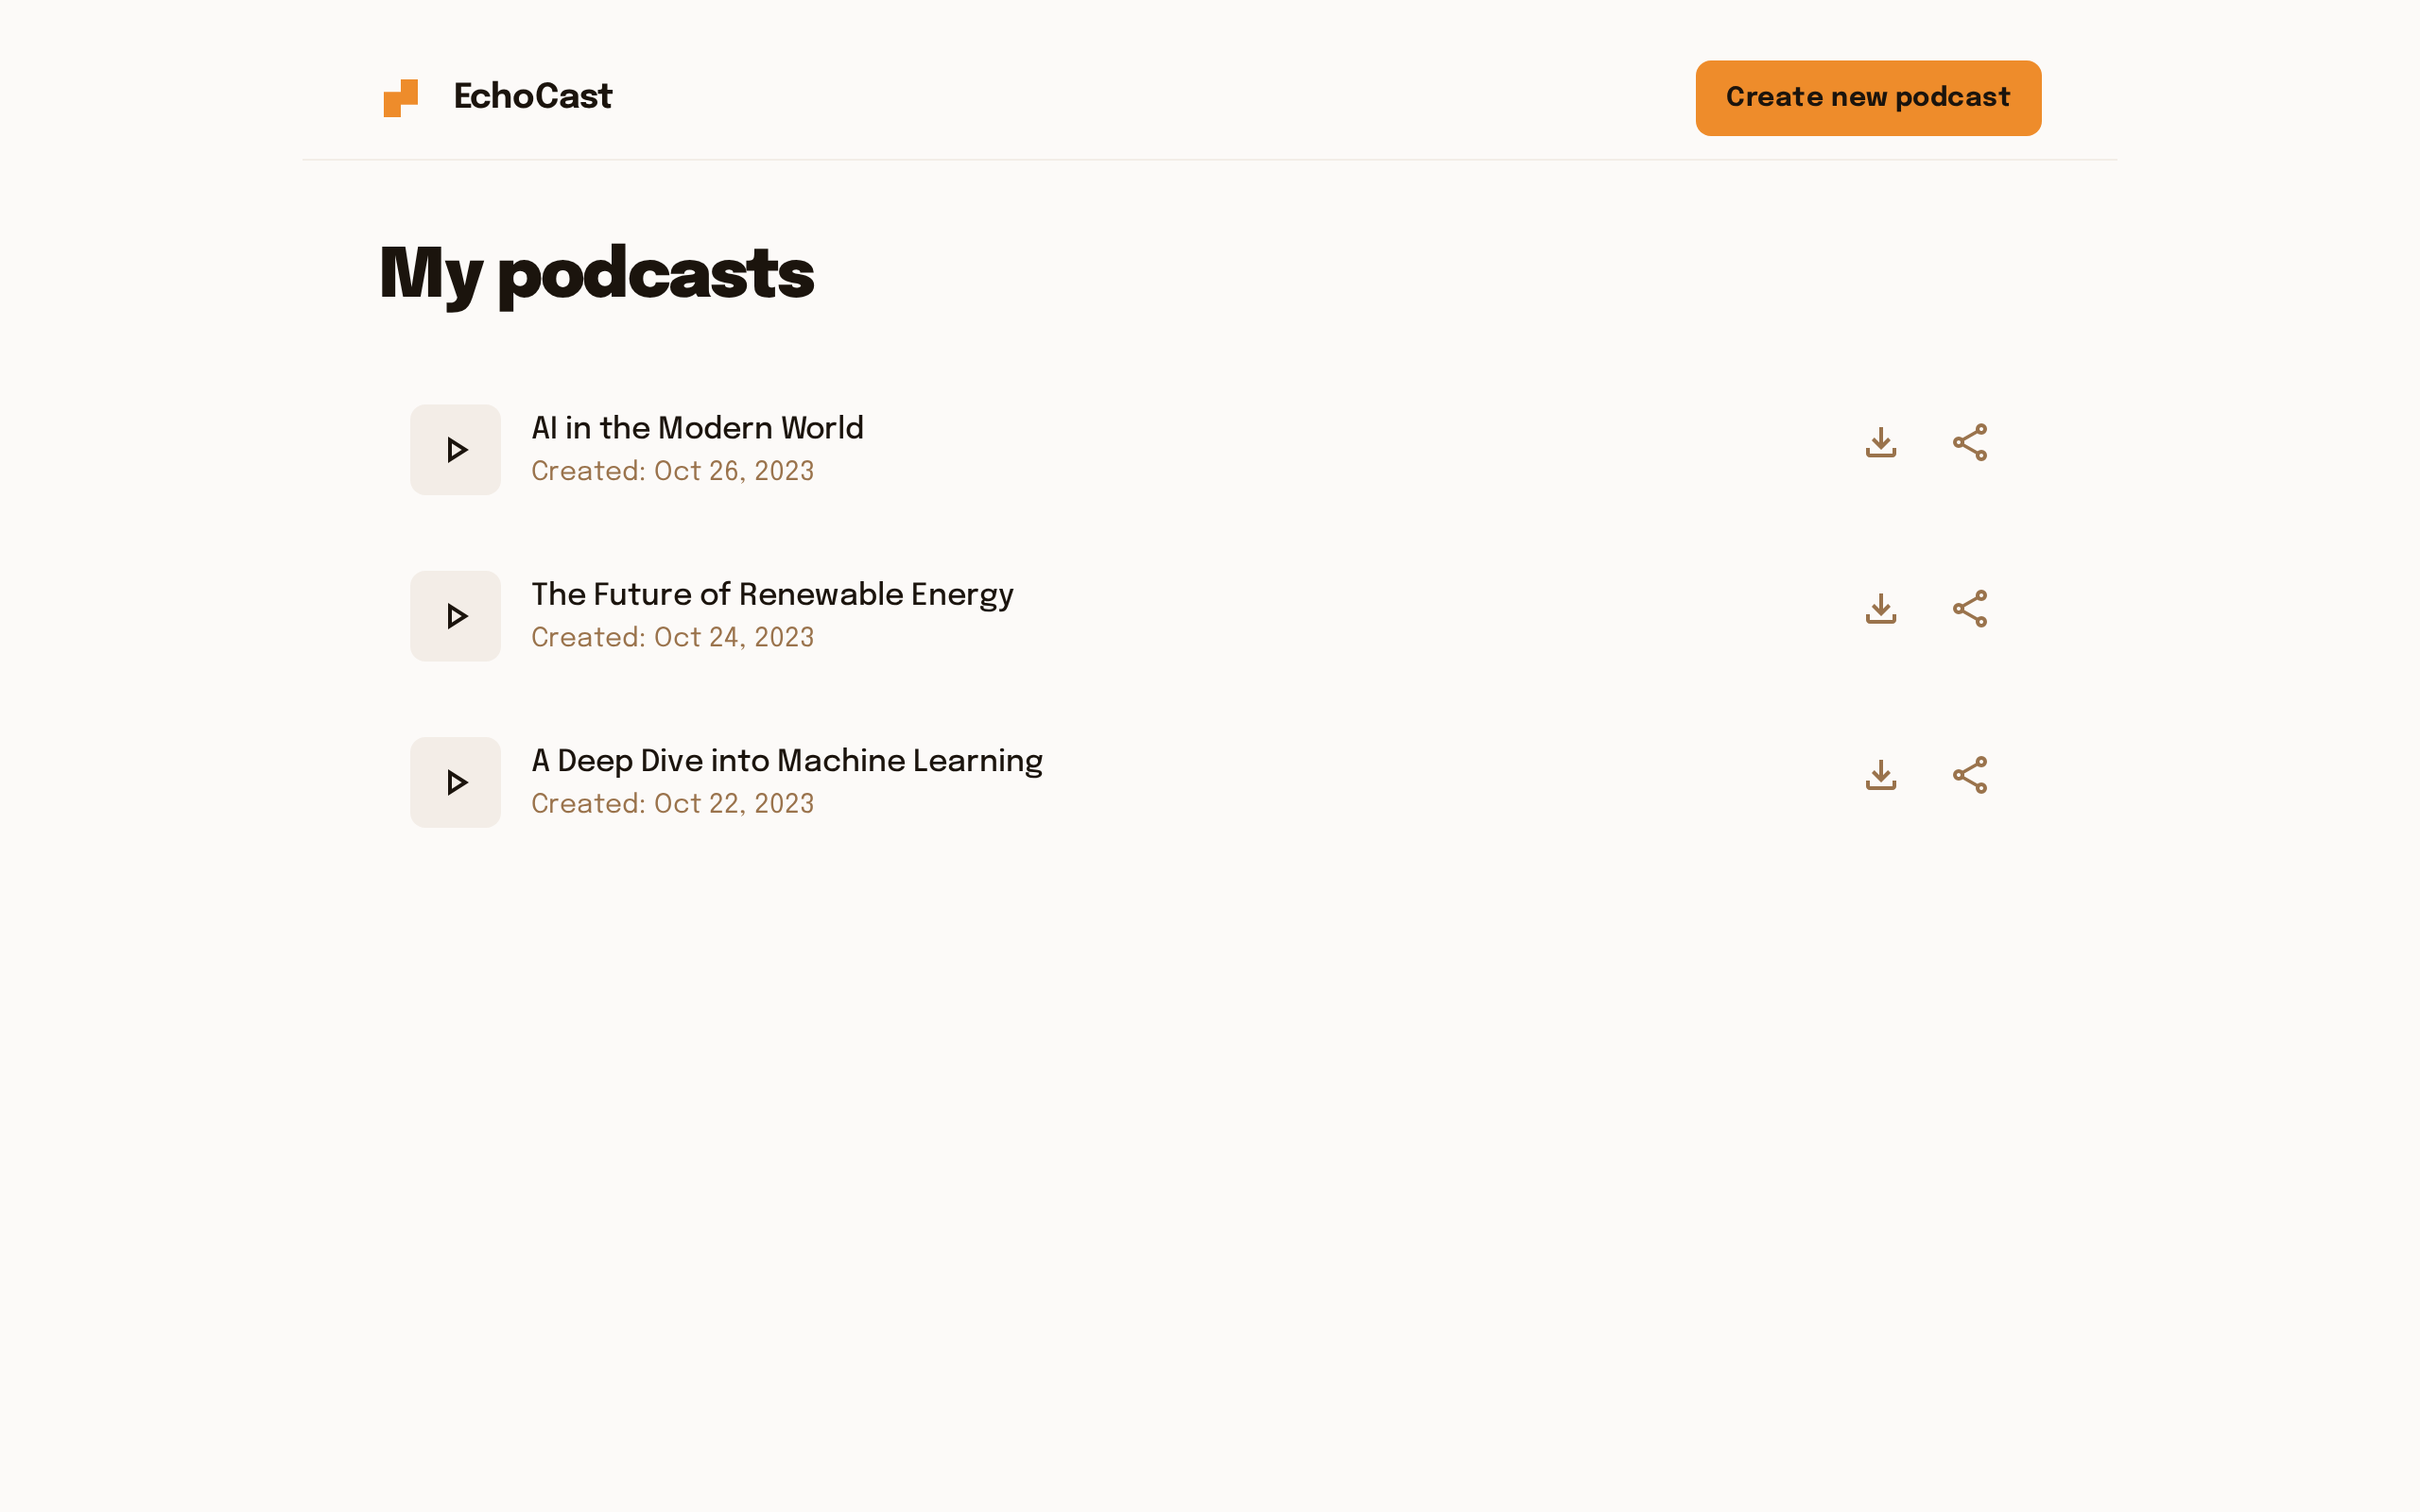 EchoCast
Create new podcast
My podcasts
AI in the Modern World
Created: Oct 26, 2023
The Future of Renewable Energy
Created: Oct 24, 2023
A Deep Dive into Machine Learning
Created: Oct 22, 2023